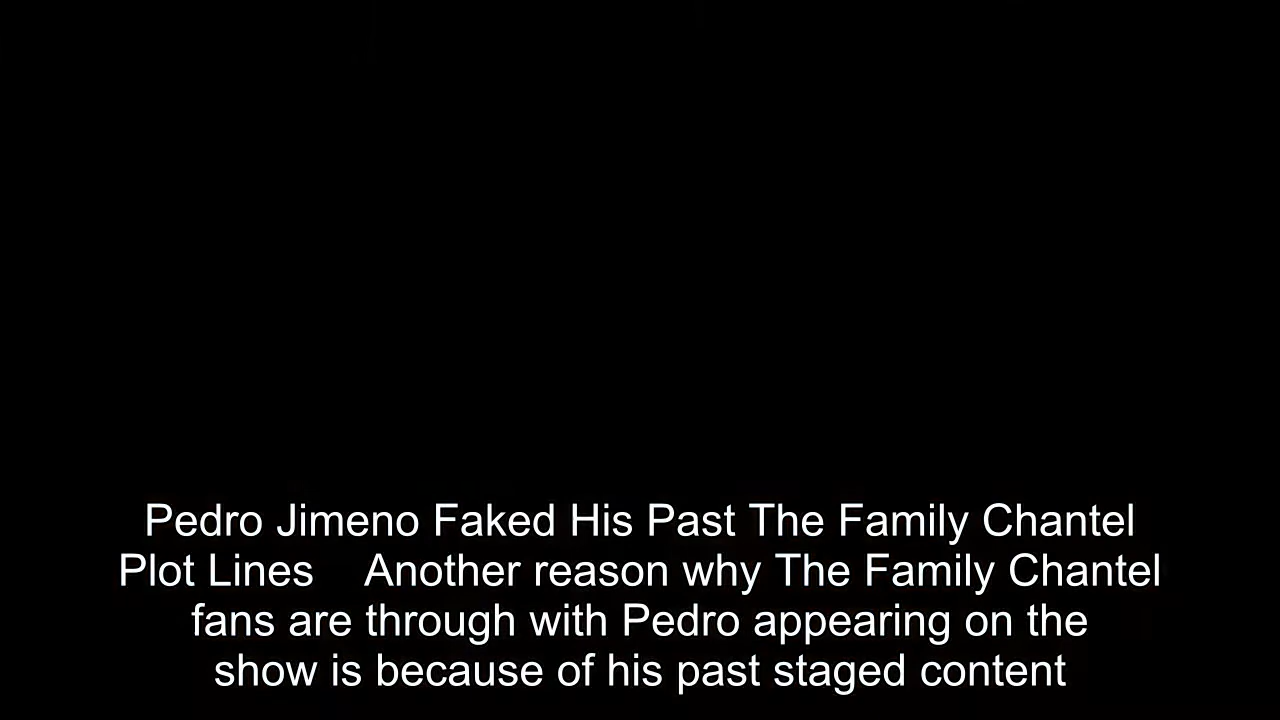 Pedro Jimeno Faked His Past The Family Chantel
Plot Lines    Another reason why The Family Chantel
fans are through with Pedro appearing on the
show is because of his past staged content